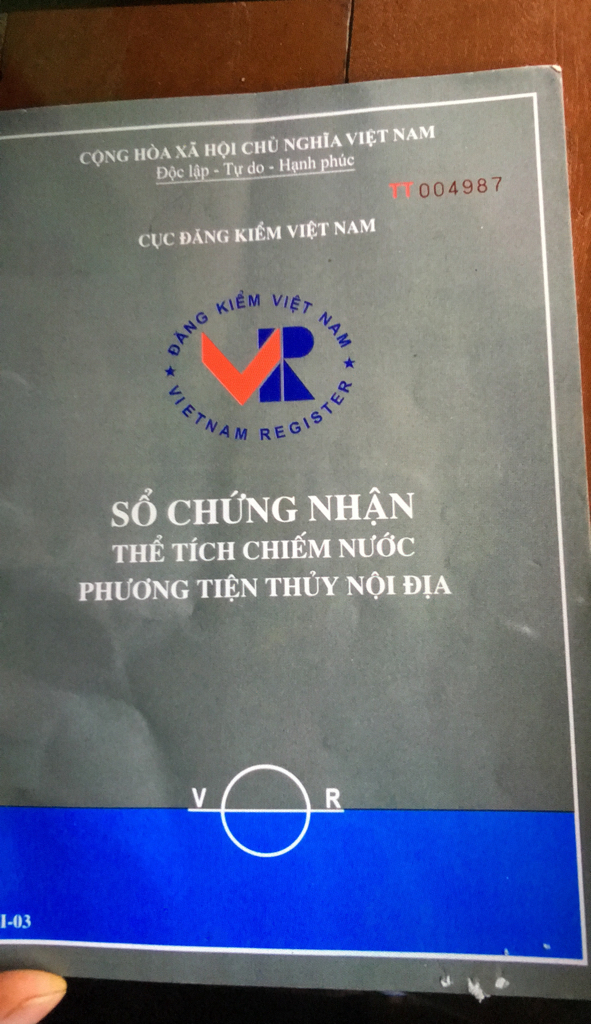 CỘNG HÒA XÃ HỘI CHỦ NGHĨA VIỆT NAM
Độc lập - Tự do - Hạnh phúc
TT 004987
CỤC ĐĂNG KIỂM VIỆT NAM
ĐĂNG KIỂM VIỆT NAM
VR
VIETNAM REGISTER
SỔ CHỨNG NHẬN
THỂ TÍCH CHIẾM NƯỚC
PHƯƠNG TIỆN THỦY NỘI ĐỊA
V R
I-03